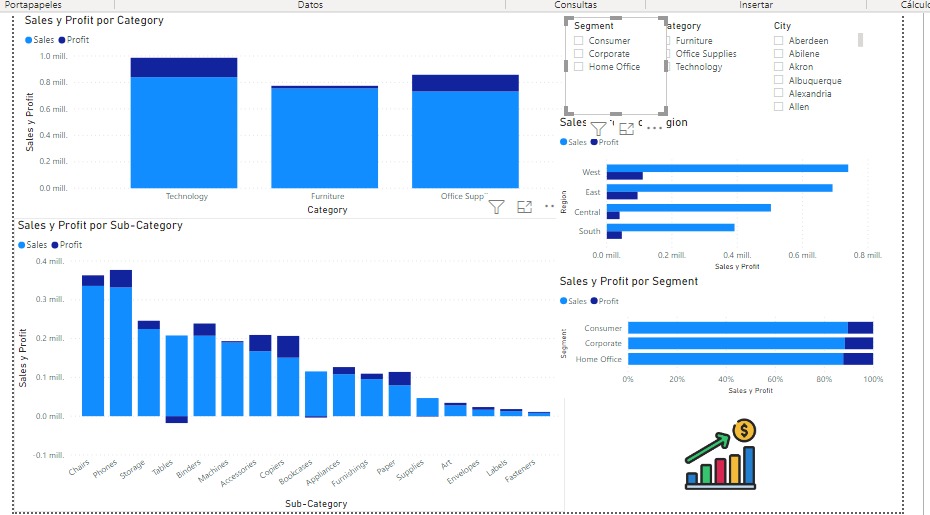 Portapapeles Datos Consultas Insertar
Sales y Profit por Category
Sales Profit
1.0 mill.
0.8 mill.
0.6 mill.
0.4 mill.
0.2 mill.
0.0 mill.
Sales y Profit
Technology Furniture Office Supp
Category
Sales y Profit por Sub-Category
Sales Profit
0.4 mill.
0.3 mill.
0.2 mill.
0.1 mill.
0.0 mill.
-0.1 mill.
Sales y Profit
Chairs Phones Storage Tables Binders Machines Accessories Copiers Bookcases Appliances Furnishings Paper Supplies Art Envelopes Labels Fasteners
Sub-Category
Segment
Consumer
Corporate
Home Office
ategory
Furniture
Office Supplies
Technology
City
Aberdeen
Abilene
Akron
Albuquerque
Alexandria
Allen
Sales gion
Sales Profit
West
East
Central
South
Region
0.0 mill. 0.2 mill. 0.4 mill. 0.6 mill. 0.8 mill.
Sales y Profit
Sales y Profit por Segment
Sales Profit
Consumer
Corporate
Home Office
Segment
0% 20% 40% 60% 80% 100%
Sales y Profit
$